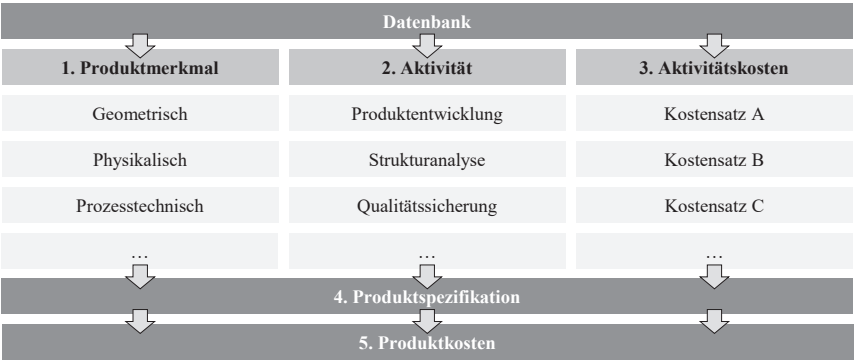 Datenbank
1. Produktmerkmal
2. Aktivität
3. Aktivitätskosten
Geometrisch
Produktentwicklung
Kostensatz A
Physikalisch
Strukturanalyse
Kostensatz B
Prozesstechnisch
Qualitätssicherung
Kostensatz C
…
…
…
4. Produktspezifikation
5. Produktkosten